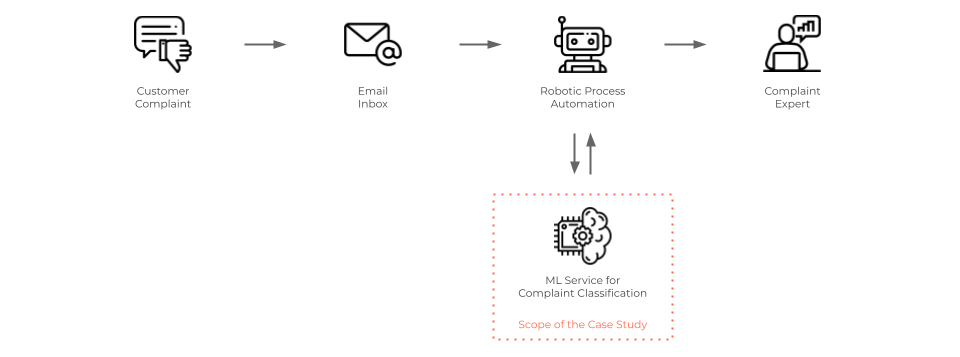 Customer
Complaint
Email
Inbox
Robotic Process
Automation
Complaint
Expert
ML Service for
Complaint Classification
Scope of the Case Study